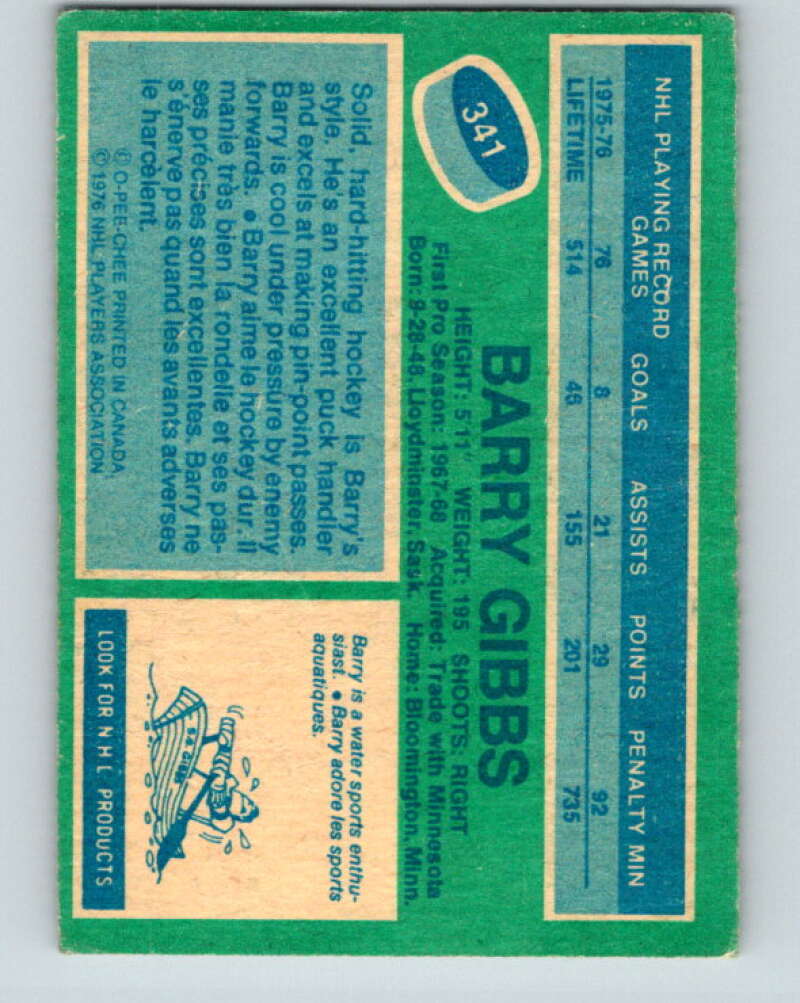 NHL PLAYING RECORD
GAMES GOALS ASSISTS POINTS PENALTY MIN
1975-76 76 8 21 29 92
LIFETIME 514 46 155 201 735
341
BARRY GIBBS
HEIGHT: 5'11" WEIGHT: 195 SHOOTS: RIGHT
First Pro Season: 1967-68 Acquired: Trade with Minnesota
Born: 9-28-48, Lloydminster, Sask. Home: Bloomington, Minn.
Solid, hard-hitting hockey is Barry's
style. He's an excellent puck handler
and excels at making pin-point passes.
Barry is cool under pressure by enemy
forwards. • Barry aime le hockey dur. Il
manie très bien la rondelle et ses pas-
ses précises sont excellentes. Barry ne
s'énerve pas quand les avants adverses
le harcèlent.
© O-PEE-CHEE PRINTED IN CANADA
© 1976 NHL PLAYERS ASSOCIATION
Barry is a water sports enthu-
siast. • Barry adore les sports
aquatiques.
S.S. GIBBS
LOOK FOR NHL PRODUCTS